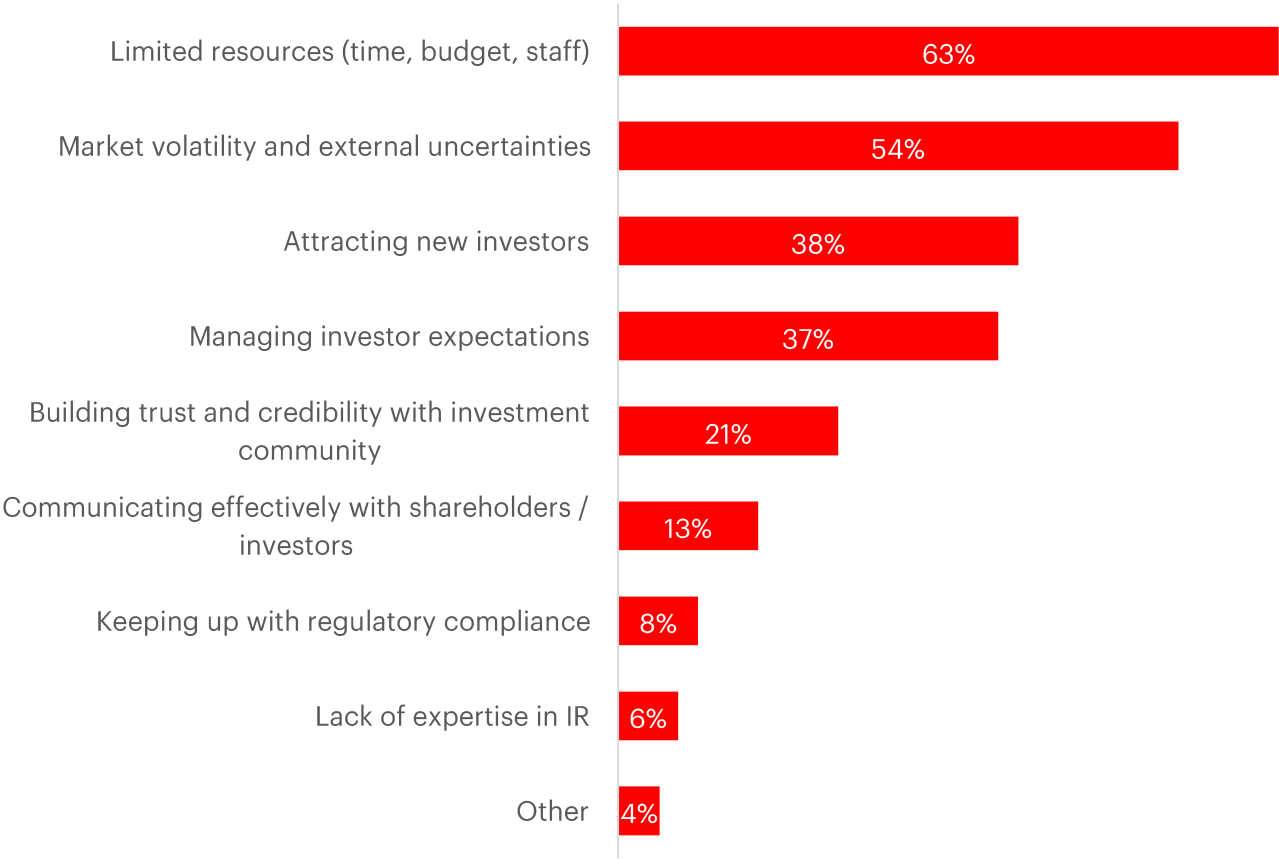 Limited resources (time, budget, staff)
63%
Market volatility and external uncertainties
54%
Attracting new investors
38%
Managing investor expectations
37%
Building trust and credibility with investment
community
21%
Communicating effectively with shareholders /
investors
13%
Keeping up with regulatory compliance
8%
Lack of expertise in IR
6%
Other
4%